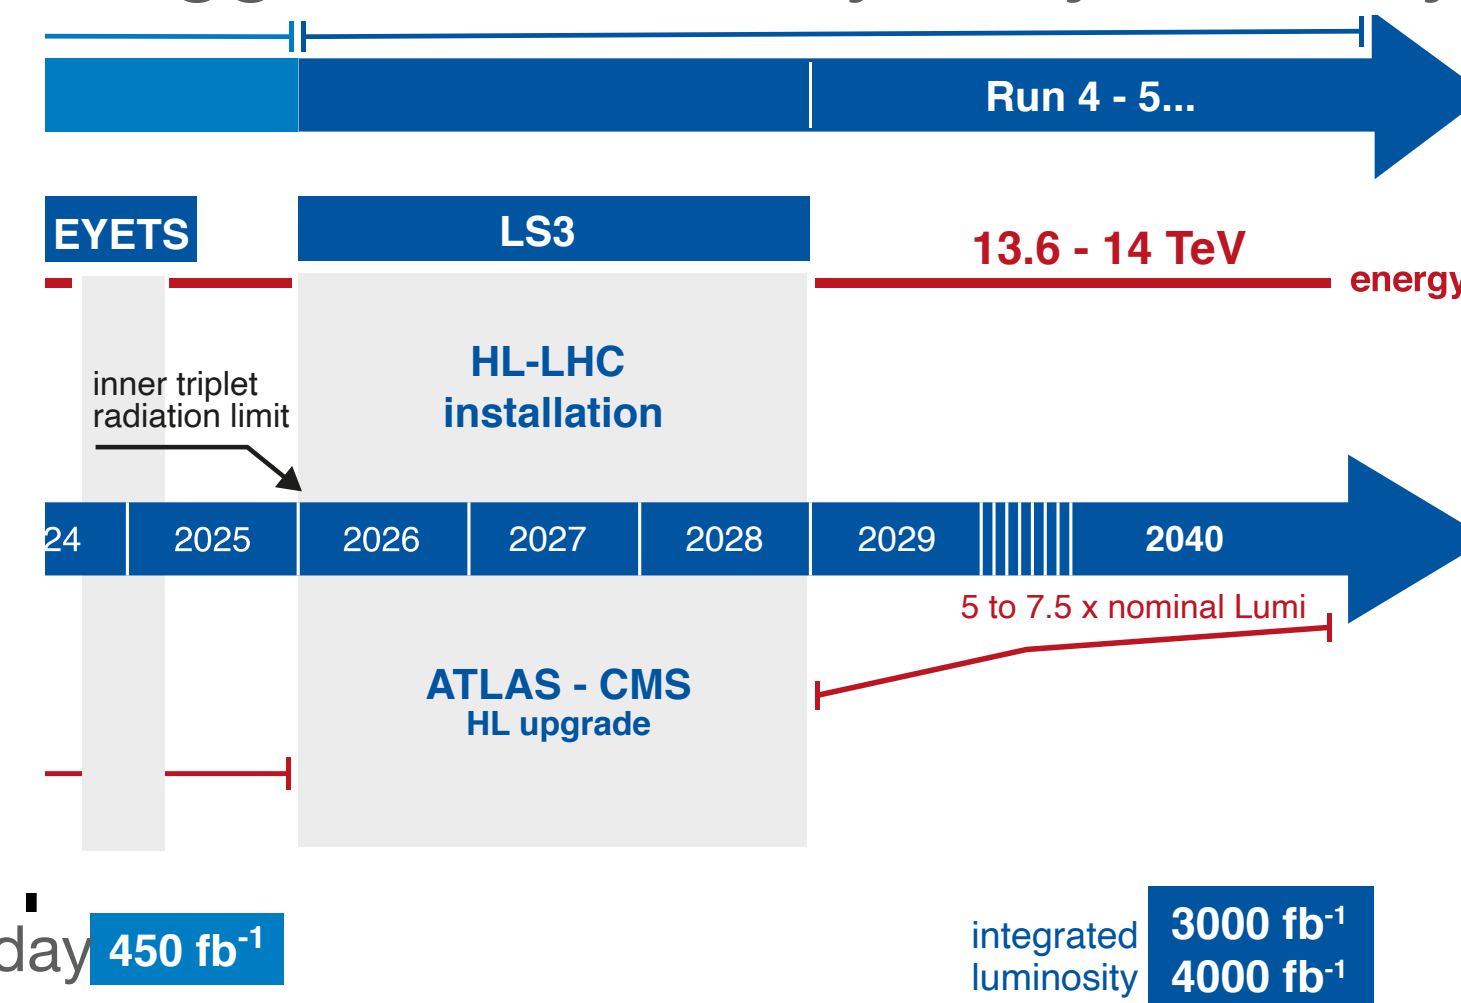 Run 4 - 5...
EYETS
LS3
13.6 - 14 TeV
energy
HL-LHC
installation
inner triplet
radiation limit
24
2025
2026
2027
2028
2029
2040
5 to 7.5 x nominal Lumi
ATLAS - CMS
HL upgrade
day
450 fb⁻¹
integrated
luminosity
3000 fb⁻¹
4000 fb⁻¹